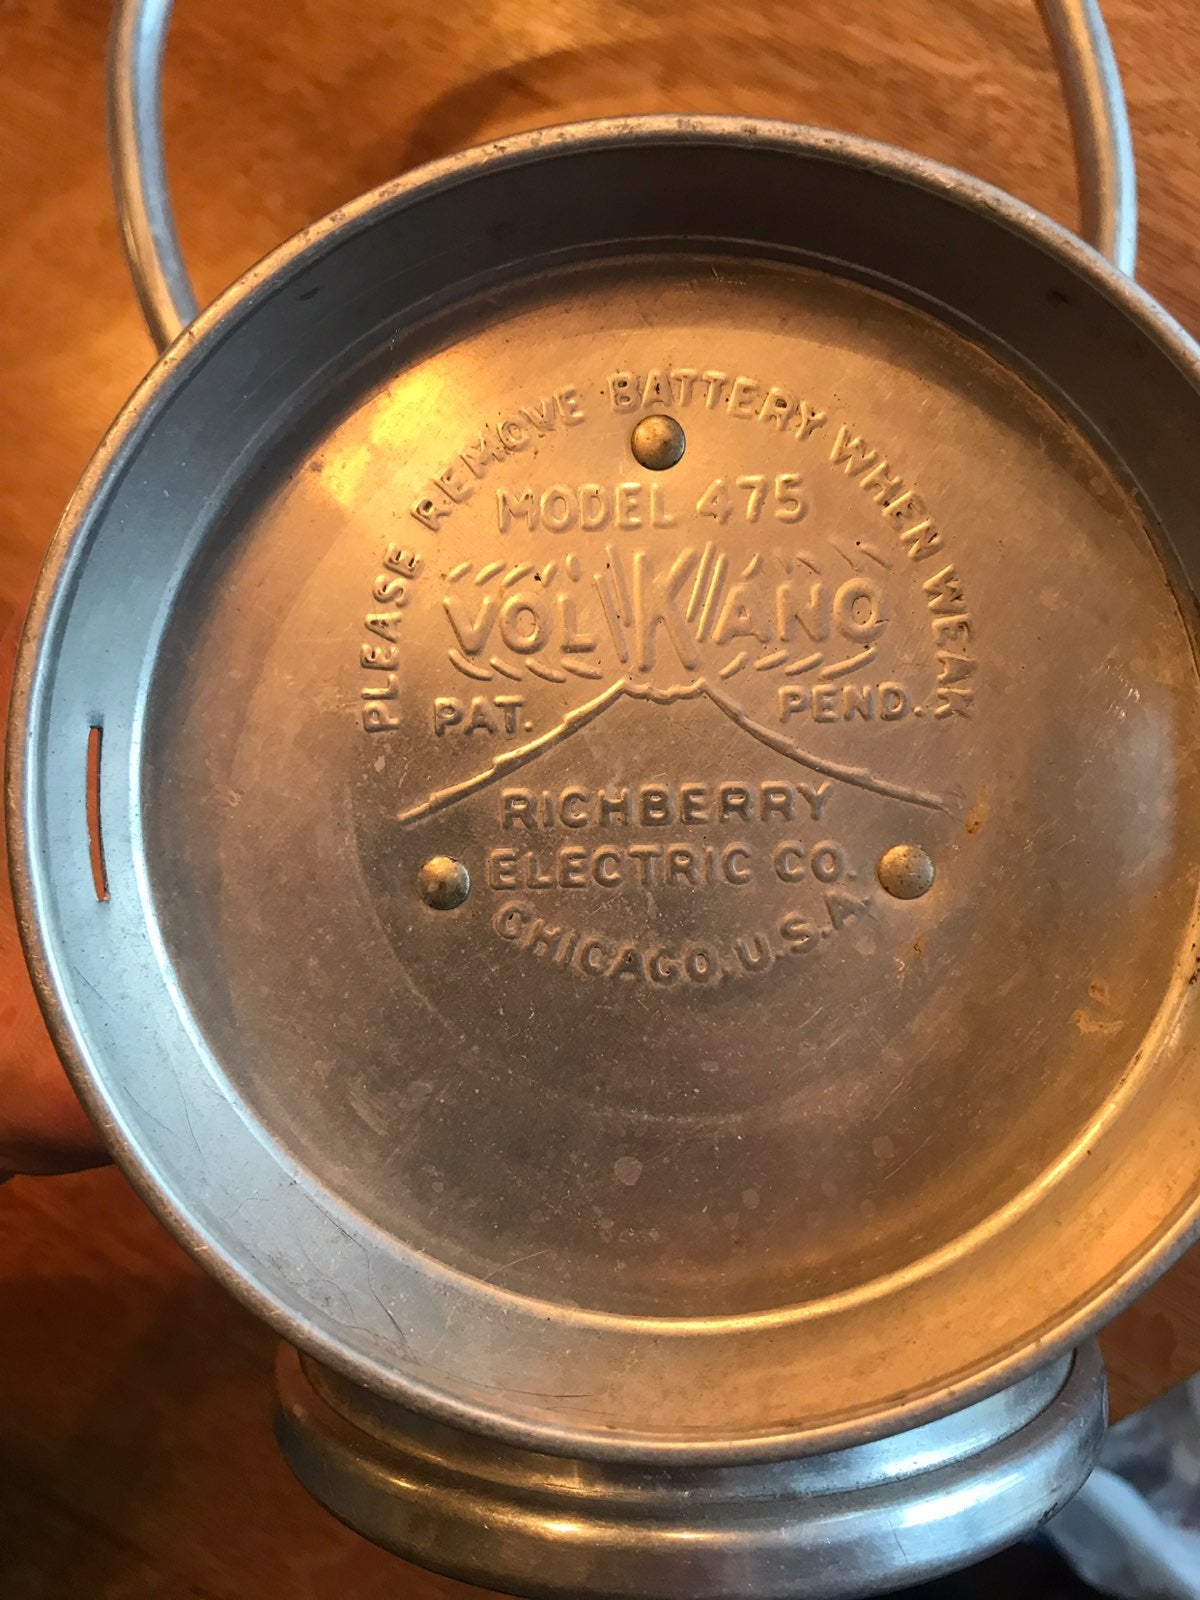 PLEASE REMOVE BATTERY WHEN WEAK
MODEL 475
VOLKANO
PAT. PEND.
RICHBERRY
ELECTRIC CO.
CHICAGO, U.S.A.